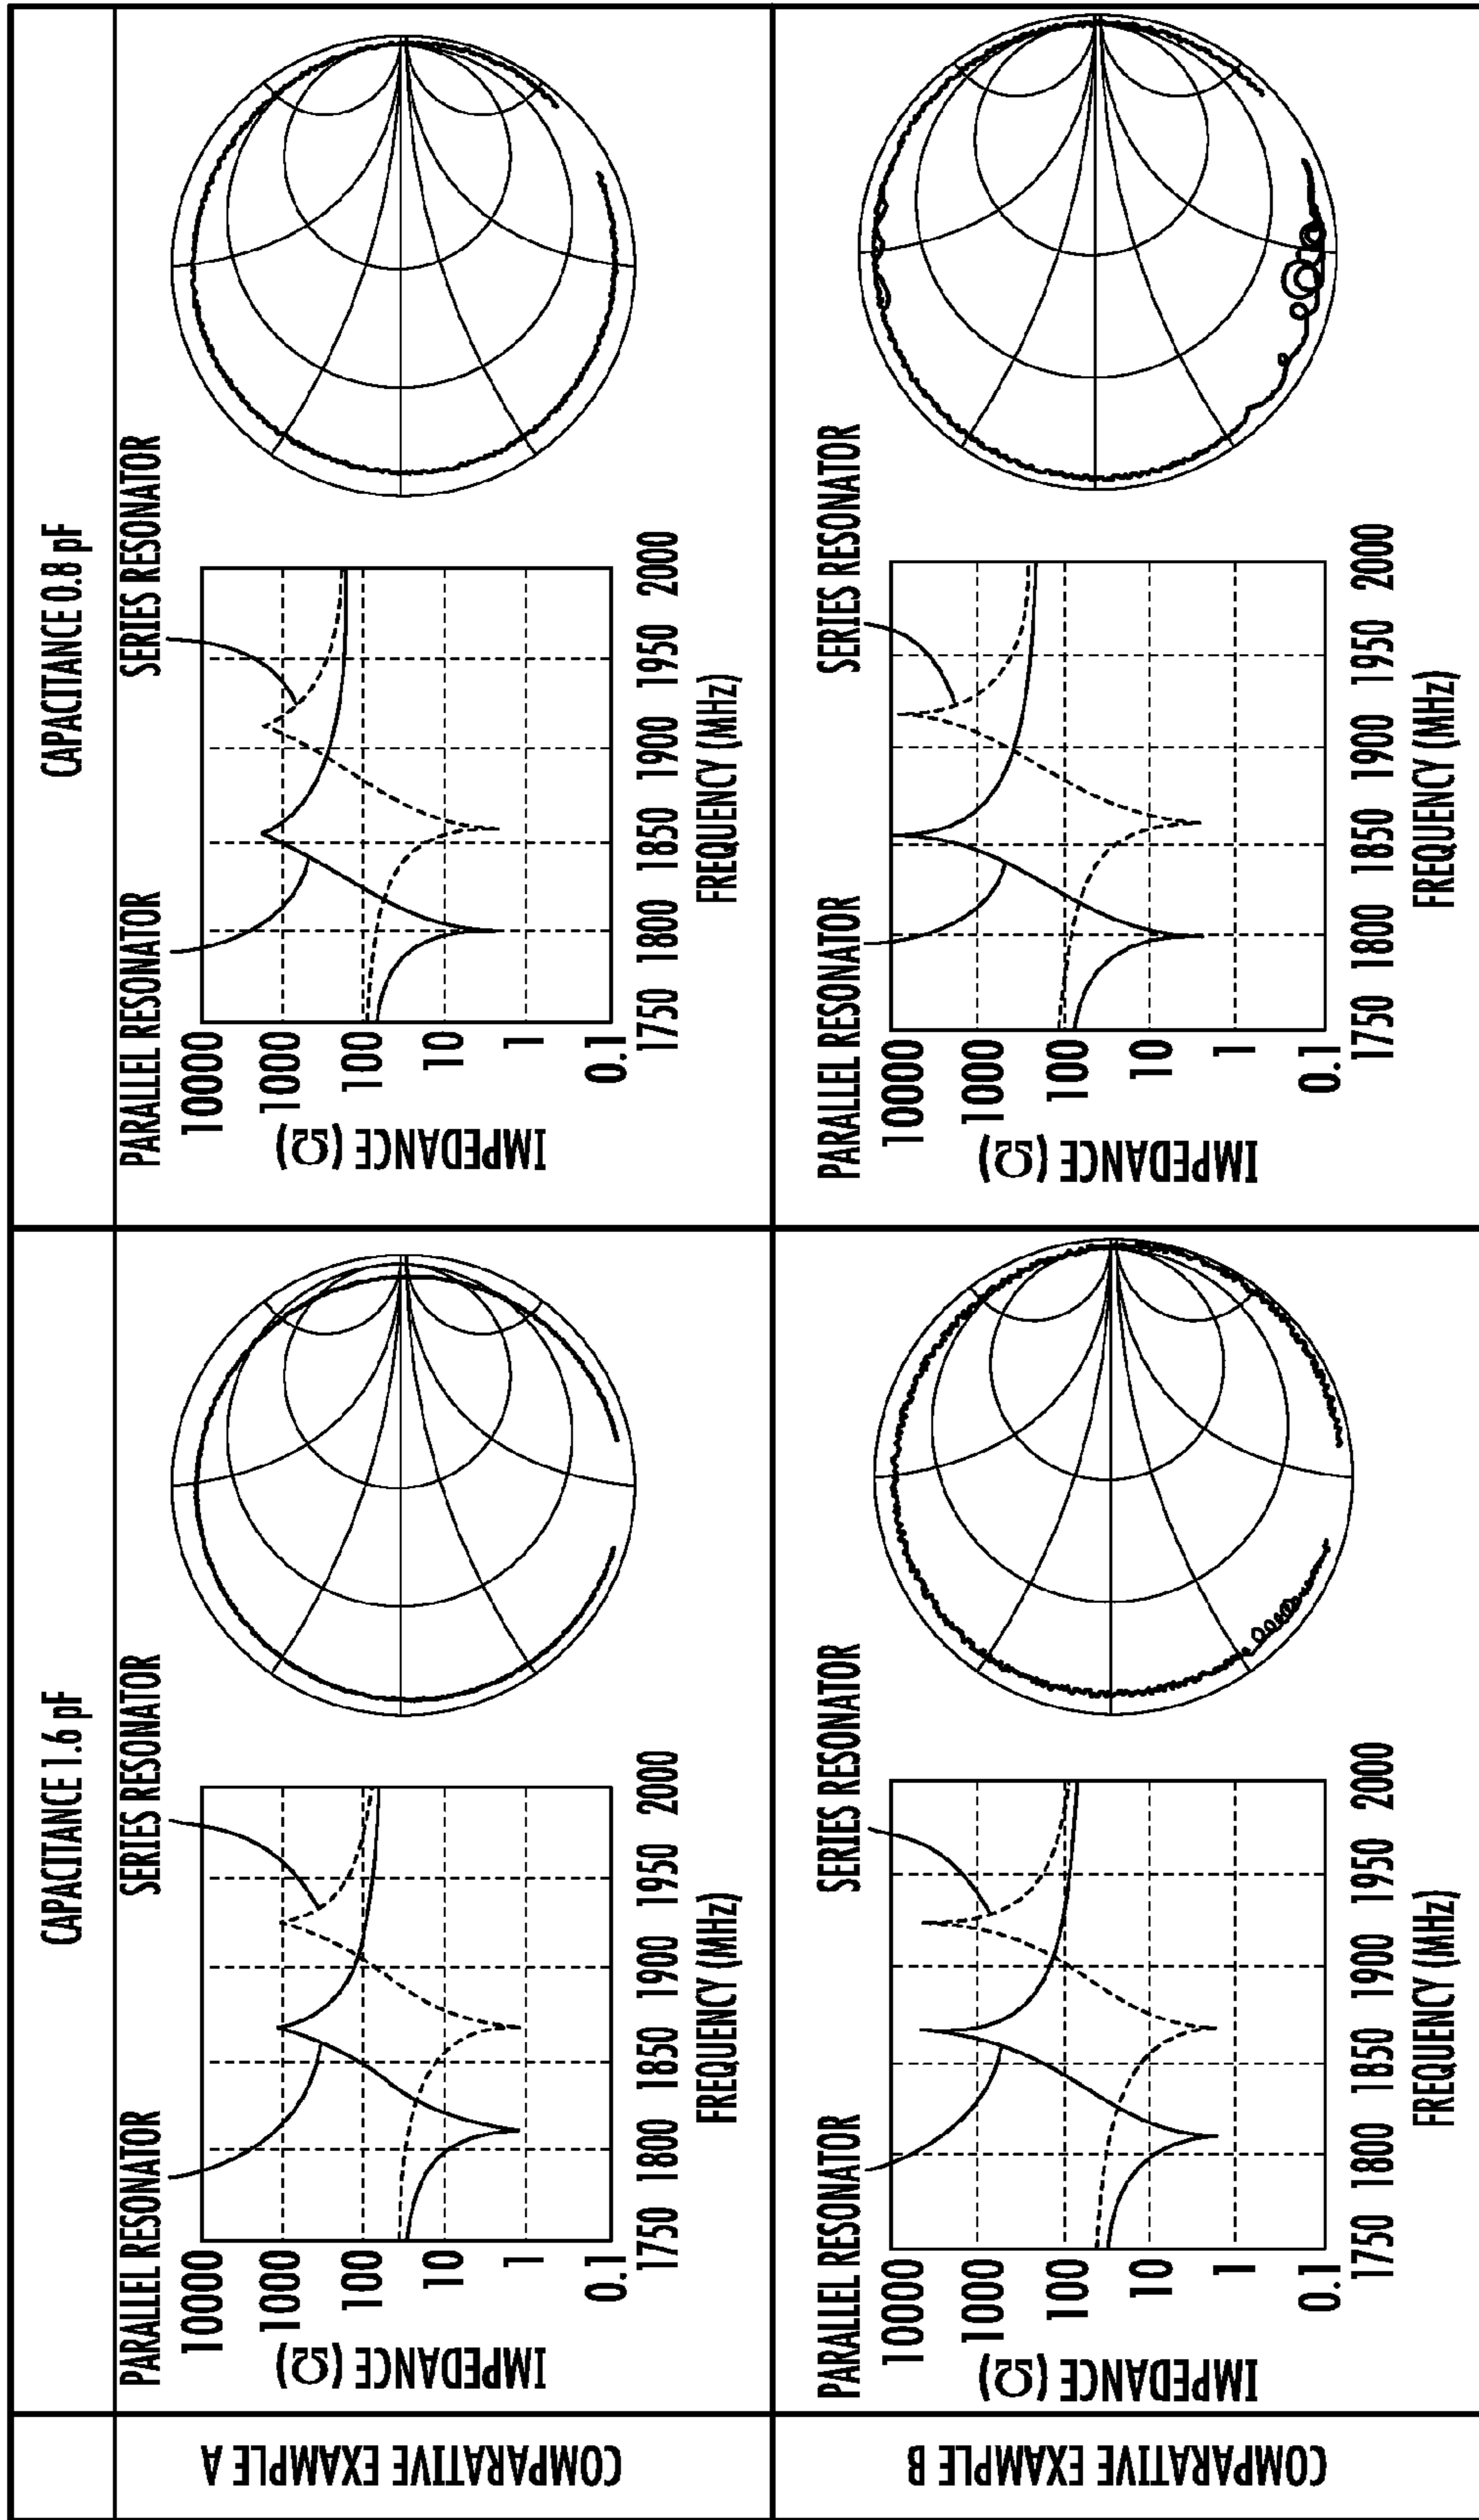 CAPACITANCE 1.6 pF
CAPACITANCE 0.8 pF
COMPARATIVE EXAMPLE A
PARALLEL RESONATOR
SERIES RESONATOR
IMPEDANCE (Ω)
10000
1000
100
10
1
0.1
1750 1800 1850 1900 1950 2000
FREQUENCY (MHz)
PARALLEL RESONATOR
SERIES RESONATOR
IMPEDANCE (Ω)
10000
1000
100
10
1
0.1
1750 1800 1850 1900 1950 2000
FREQUENCY (MHz)
COMPARATIVE EXAMPLE B
PARALLEL RESONATOR
SERIES RESONATOR
IMPEDANCE (Ω)
10000
1000
100
10
1
0.1
1750 1800 1850 1900 1950 2000
FREQUENCY (MHz)
PARALLEL RESONATOR
SERIES RESONATOR
IMPEDANCE (Ω)
10000
1000
100
10
1
0.1
1750 1800 1850 1900 1950 2000
FREQUENCY (MHz)